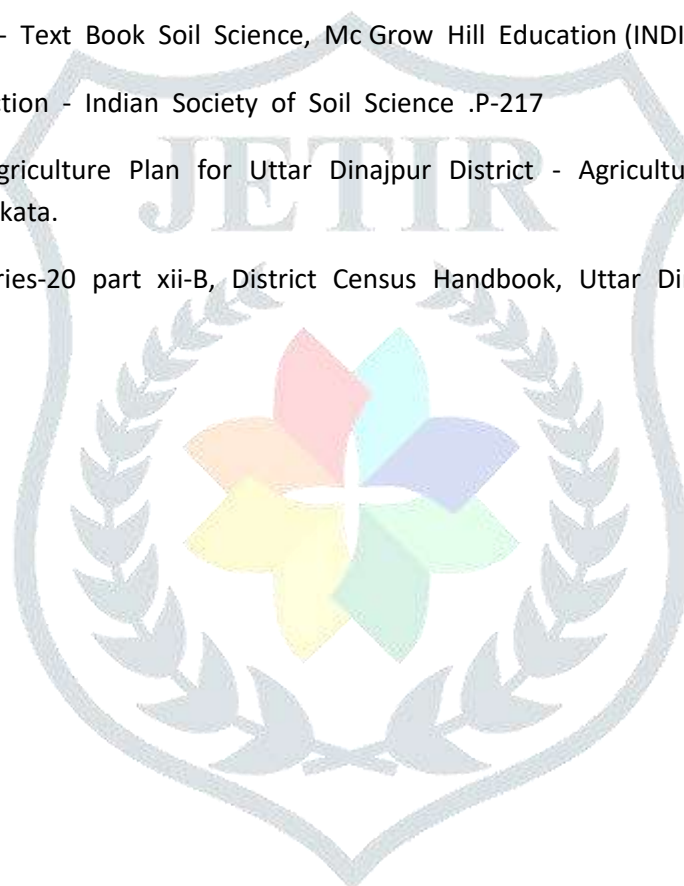 - Text Book Soil Science, Mc Grow Hill Education (INDI
ction - Indian Society of Soil Science .P-217
griculture Plan for Uttar Dinajpur District - Agricultu
kata.
ries-20 part xii-B, District Census Handbook, Uttar Di
JETIR